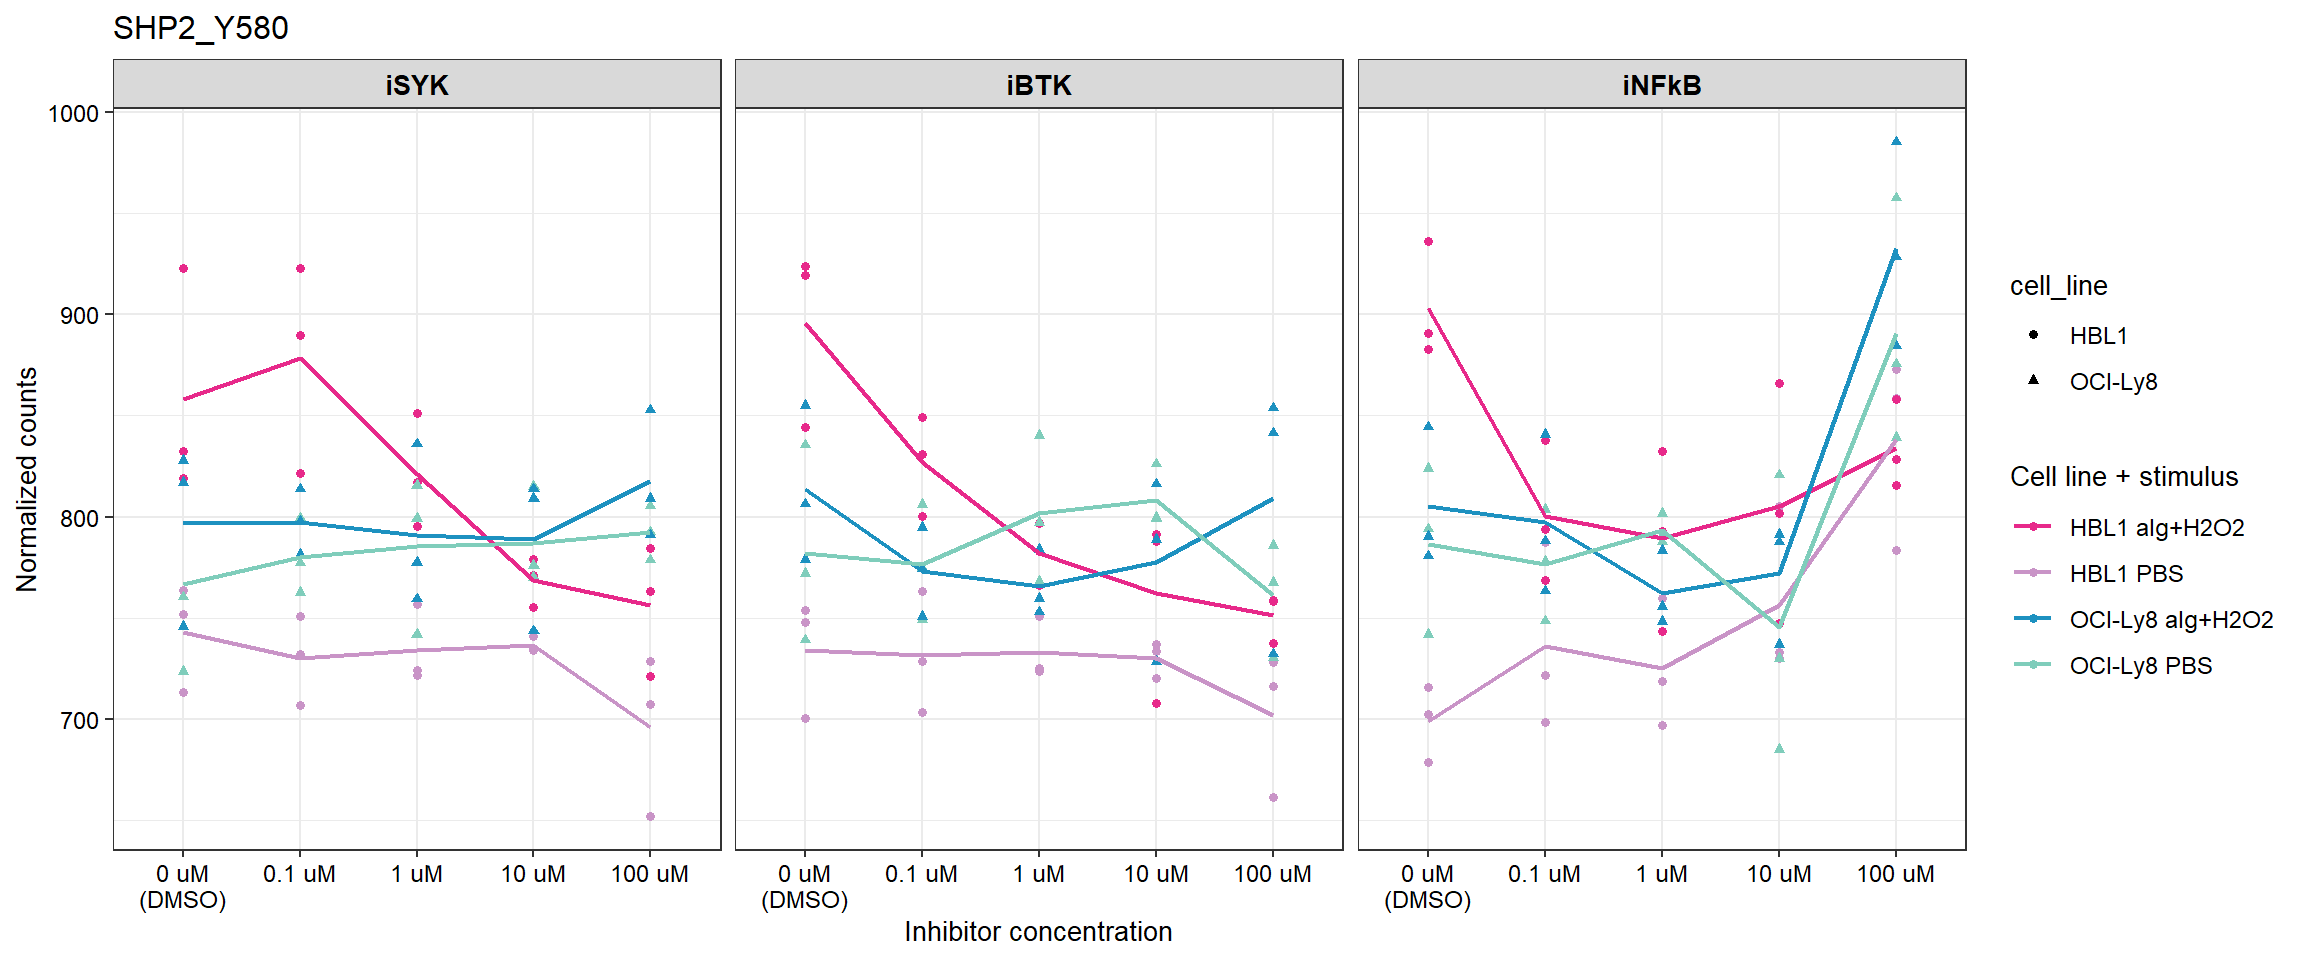 SHP2_Y580
iSYK
iBTK
iNFkB
1000
900
800
700
Normalized counts
0 uM
(DMSO)
0.1 uM
1 uM
10 uM
100 uM
0 uM
(DMSO)
0.1 uM
1 uM
10 uM
100 uM
0 uM
(DMSO)
0.1 uM
1 uM
10 uM
100 uM
Inhibitor concentration
cell_line
HBL1
OCI-Ly8
Cell line + stimulus
HBL1 aIg+H2O2
HBL1 PBS
OCI-Ly8 aIg+H2O2
OCI-Ly8 PBS